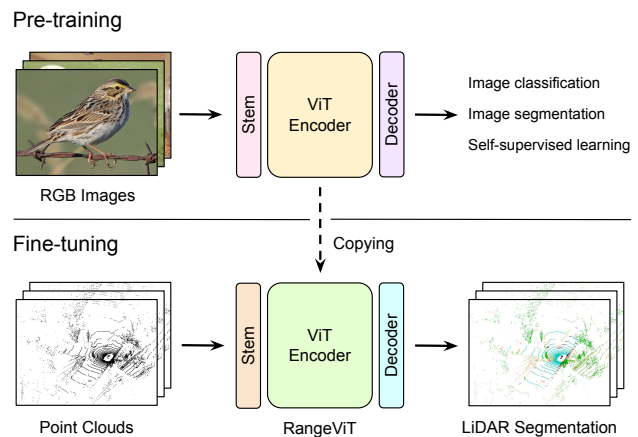 Pre-training
Stem
ViT
Encoder
Decoder
Image classification
Image segmentation
Self-supervised learning
RGB Images
Fine-tuning
Copying
Stem
ViT
Encoder
Decoder
Point Clouds
RangeViT
LiDAR Segmentation